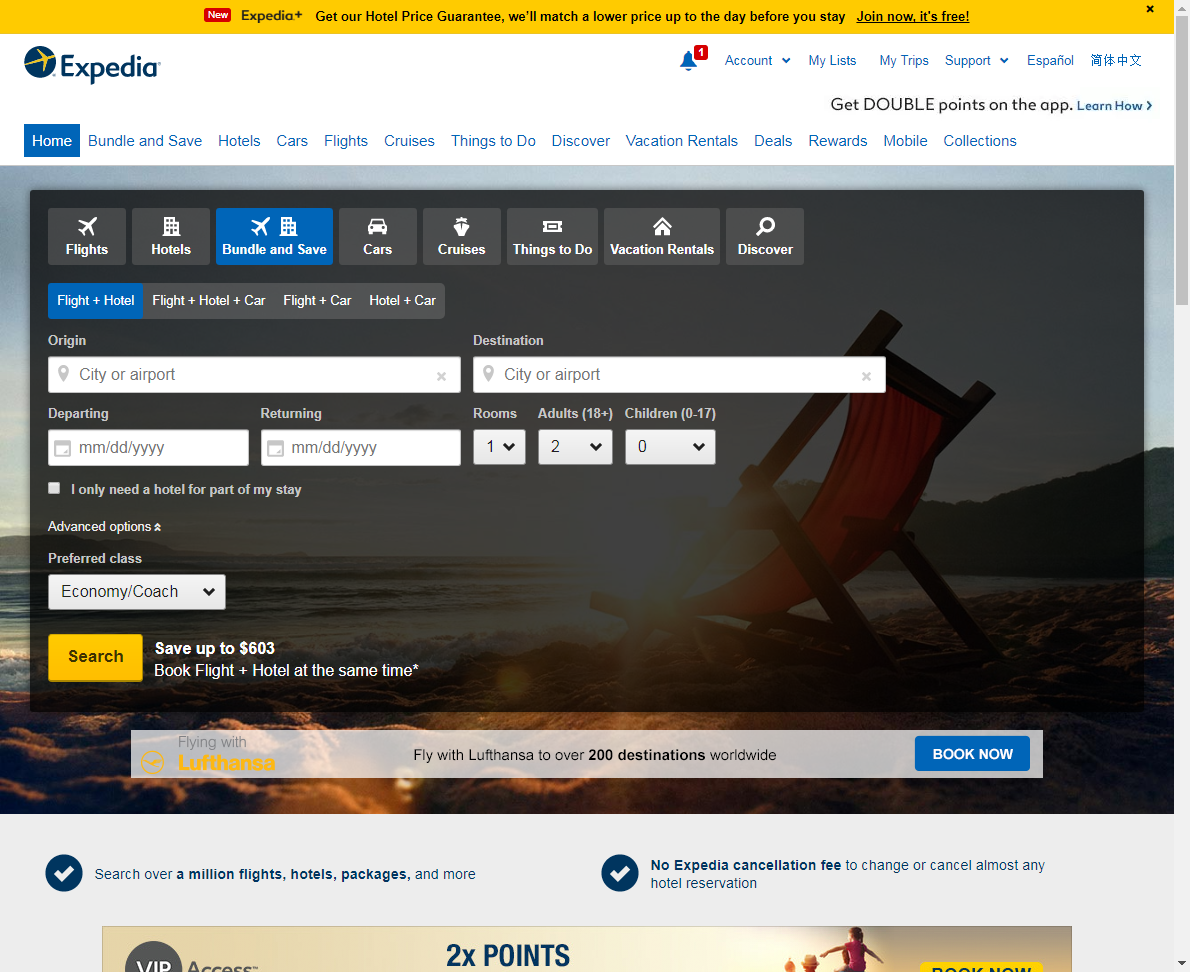 New Expedia+ Get our Hotel Price Guarantee, we'll match a lower price up to the day before you stay Join now, it's free!
Expedia
1 Account My Lists My Trips Support Español 简体中文
Get DOUBLE points on the app. Learn How
Home Bundle and Save Hotels Cars Flights Cruises Things to Do Discover Vacation Rentals Deals Rewards Mobile Collections
Flights Hotels Bundle and Save Cars Cruises Things to Do Vacation Rentals Discover
Flight + Hotel Flight + Hotel + Car Flight + Car Hotel + Car
Origin Destination
City or airport City or airport
Departing Returning Rooms Adults (18+) Children (0-17)
mm/dd/yyyy mm/dd/yyyy 1 2 0
I only need a hotel for part of my stay
Advanced options
Preferred class
Economy/Coach
Search Save up to $603
Book Flight + Hotel at the same time*
Flying with
Lufthansa
Fly with Lufthansa to over 200 destinations worldwide BOOK NOW
Search over a million flights, hotels, packages, and more
No Expedia cancellation fee to change or cancel almost any
hotel reservation
2x POINTS
VIP Access
BOOK NOW